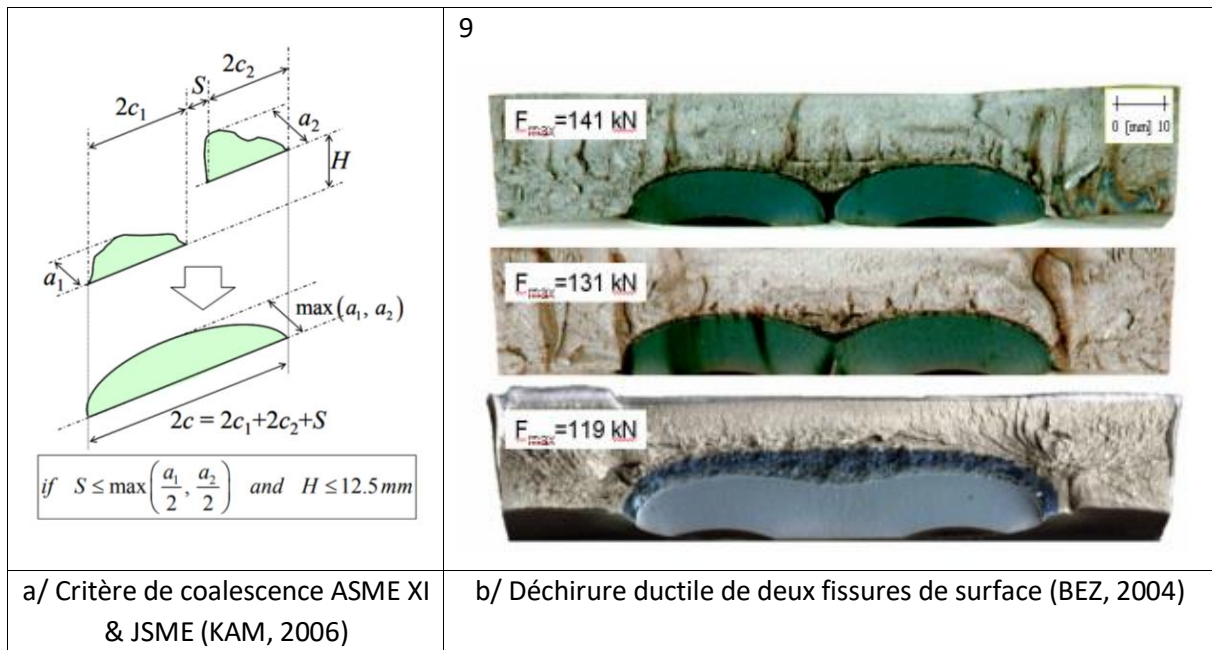 2c₂
S
2c₁
a₂
H
a₁
max(a₁, a₂)
2c = 2c₁+2c₂+S
if S ≤ max(a₁/2, a₂/2) and H ≤ 12.5 mm
9
Fmax=141 kN
0 [mm] 10
Fmax=131 kN
Fmax=119 kN
a/ Critère de coalescence ASME XI
& JSME (KAM, 2006)
b/ Déchirure ductile de deux fissures de surface (BEZ, 2004)